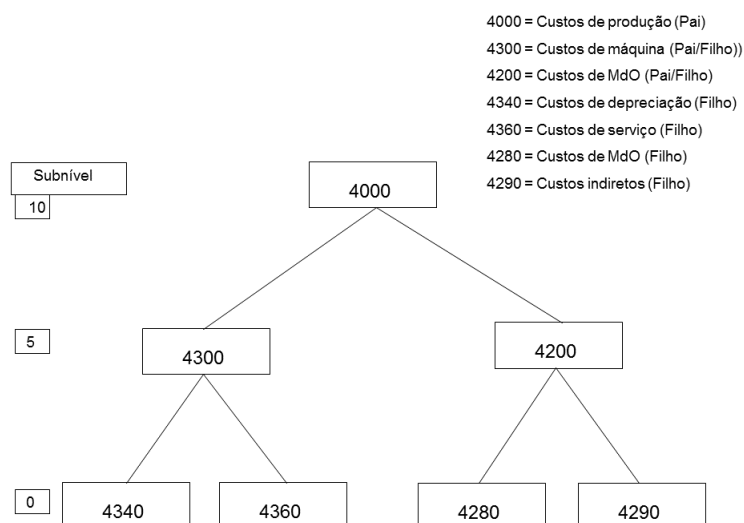 4000 = Custos de produção (Pai)
4300 = Custos de máquina (Pai/Filho))
4200 = Custos de MdO (Pai/Filho)
4340 = Custos de depreciação (Filho)
4360 = Custos de serviço (Filho)
4280 = Custos de MdO (Filho)
4290 = Custos indiretos (Filho)
Subnível
10
4000
5
4300
4200
0
4340
4360
4280
4290